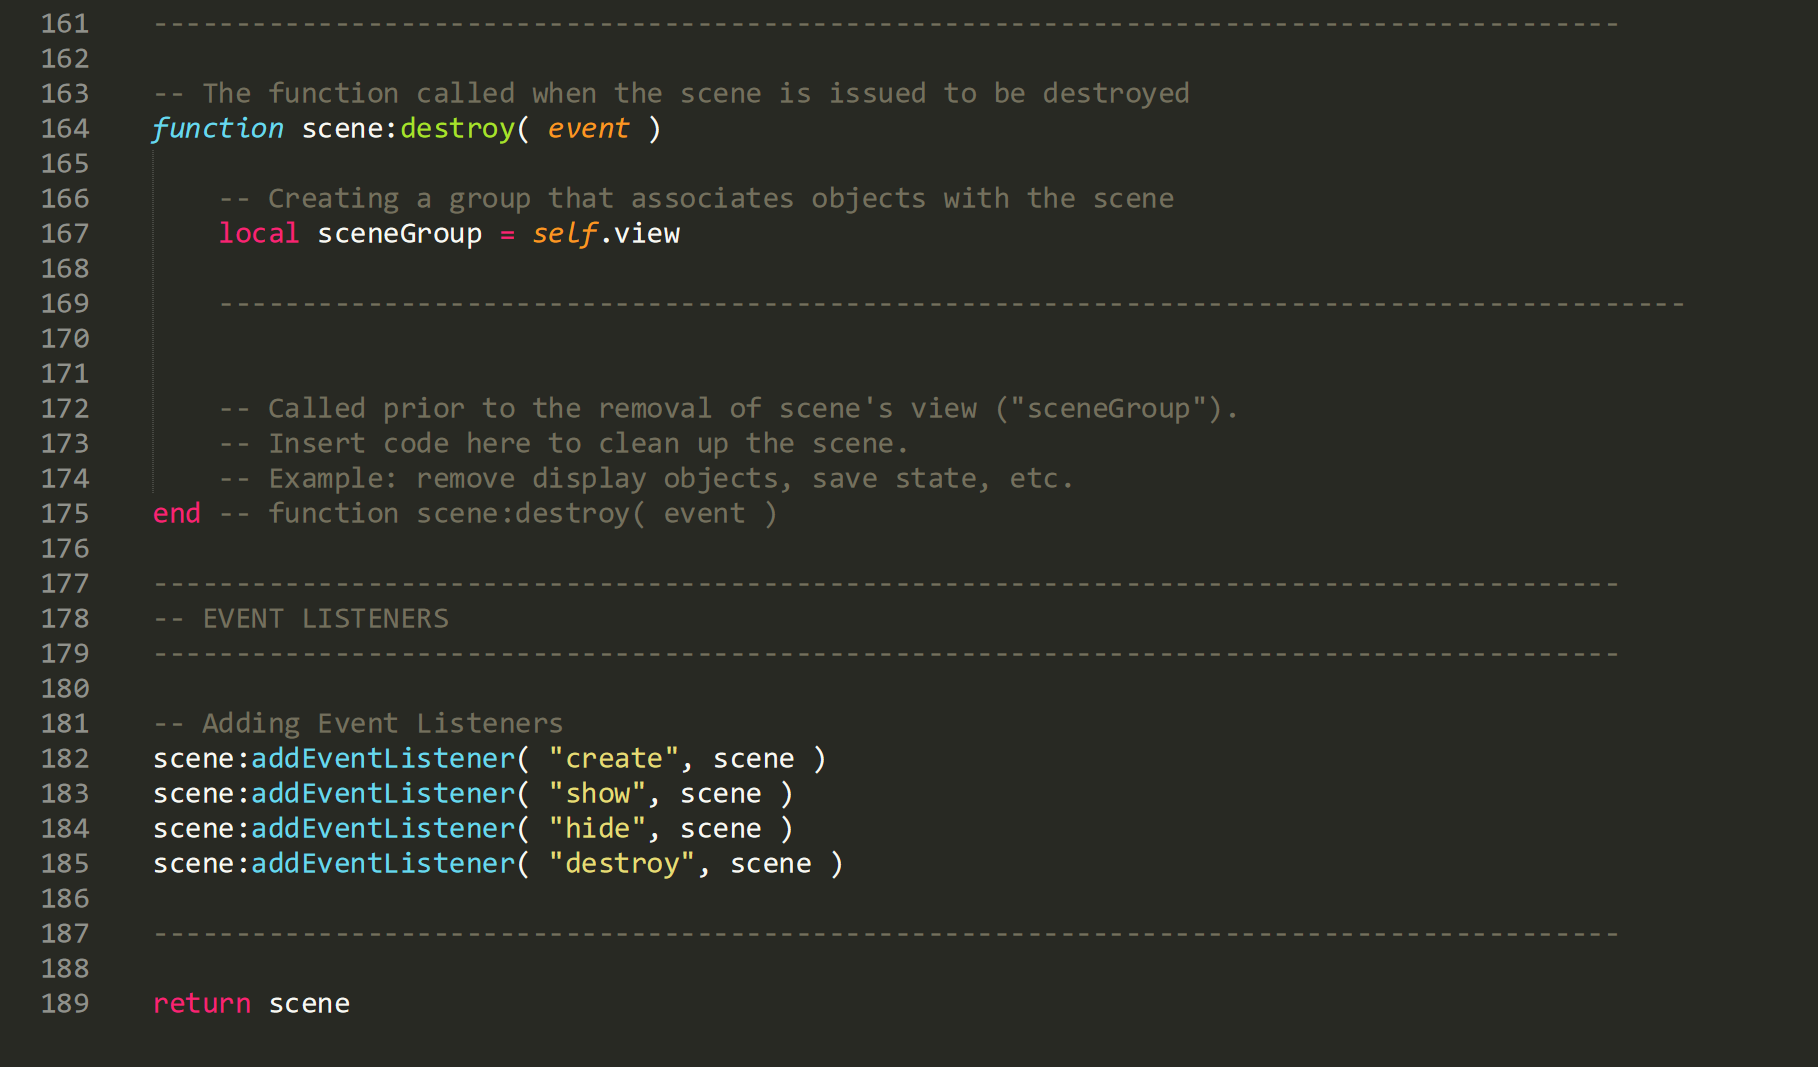 161 -----------------------------------------------------------------------------------------
162
163 -- The function called when the scene is issued to be destroyed
164 function scene:destroy( event )
165
166     -- Creating a group that associates objects with the scene
167     local sceneGroup = self.view
168
169     -----------------------------------------------------------------------------------------
170
171
172     -- Called prior to the removal of scene's view ("sceneGroup").
173     -- Insert code here to clean up the scene.
174     -- Example: remove display objects, save state, etc.
175 end -- function scene:destroy( event )
176
177 -----------------------------------------------------------------------------------------
178 -- EVENT LISTENERS
179 -----------------------------------------------------------------------------------------
180
181 -- Adding Event Listeners
182 scene:addEventListener( "create", scene )
183 scene:addEventListener( "show", scene )
184 scene:addEventListener( "hide", scene )
185 scene:addEventListener( "destroy", scene )
186
187 -----------------------------------------------------------------------------------------
188
189 return scene